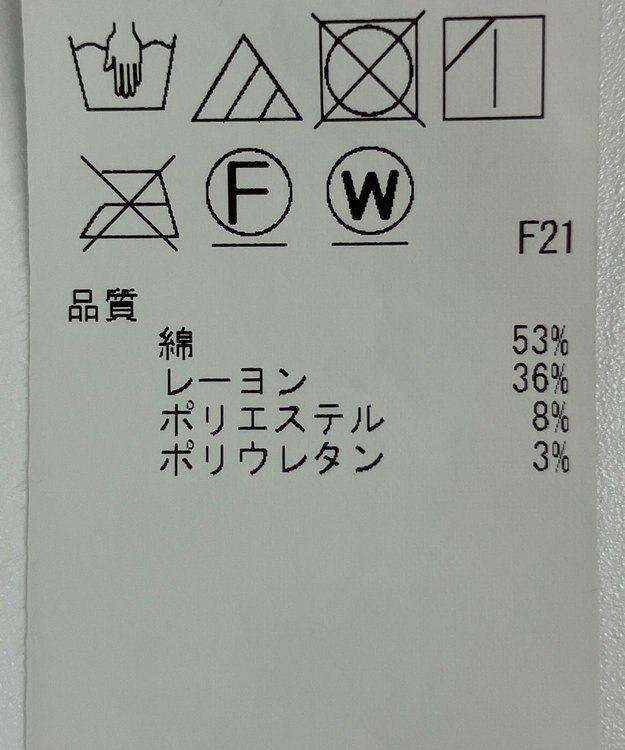 F W
F21
品質
綿 53%
レーヨン 36%
ポリエステル 8%
ポリウレタン 3%